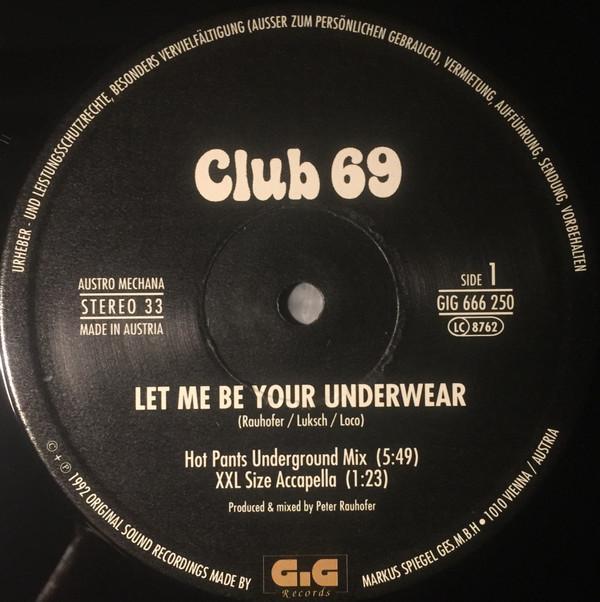 URHEBER - UND LEISTUNGSSCHUTZRECHTE, BESONDERS VERVIELFÄLTIGUNG (AUSSER ZUM PERSÖNLICHEN GEBRAUCH), VERMIETUNG, AUFFÜHRUNG, SENDUNG, VORBEHALTEN
Club 69
AUSTRO MECHANA
STEREO 33
MADE IN AUSTRIA
SIDE 1
GIG 666 250
LC 8762
LET ME BE YOUR UNDERWEAR
(Rauhofer / Luksch / Loco)
Hot Pants Underground Mix (5:49)
XXL Size Accapella (1:23)
Produced & mixed by Peter Rauhofer
© + ℗ 1992 ORIGINAL SOUND RECORDINGS MADE BY
GIG
Records
MARKUS SPIEGEL GES.M.B.H • 1010 VIENNA / AUSTRIA